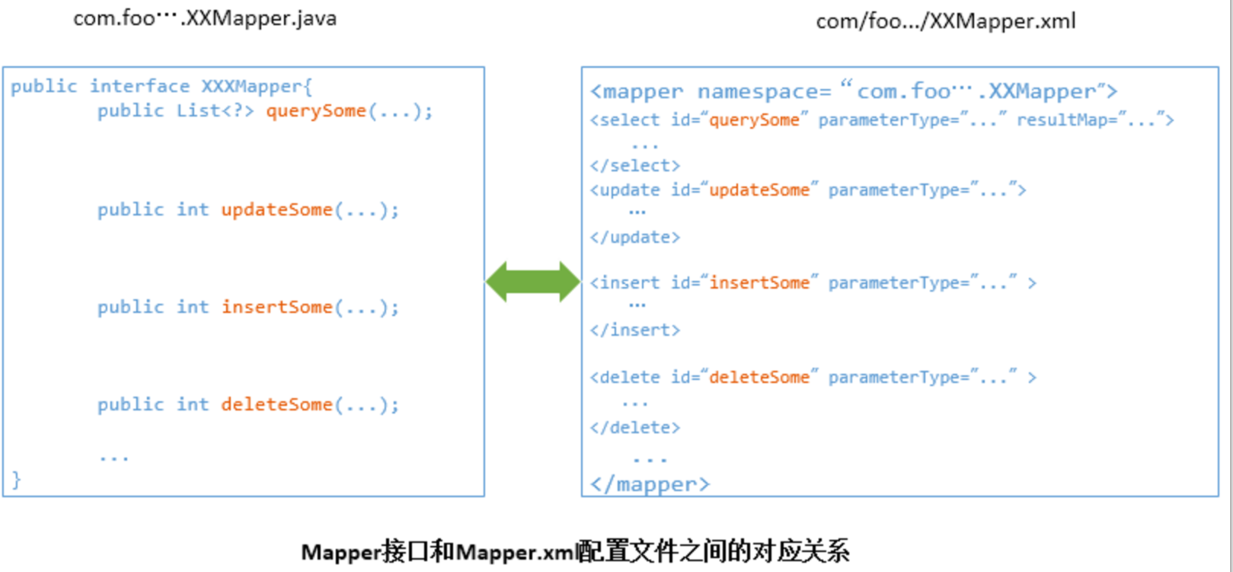 com.foo···.XXMapper.java
com/foo.../XXMapper.xml
public interface XXXMapper{
public List<?> querySome(...);
public int updateSome(...);
public int insertSome(...);
public int deleteSome(...);
...
}
<mapper namespace=“com.foo···.XXMapper”>
<select id=“querySome” parameterType=”...” resultMap=”...”>
...
</select>
<update id=“updateSome” parameterType=”...”>
...
</update>
<insert id=“insertSome” parameterType=”...” >
...
</insert>
<delete id=“deleteSome” parameterType=”...” >
...
</delete>
...
</mapper>
Mapper接口和Mapper.xml配置文件之间的对应关系